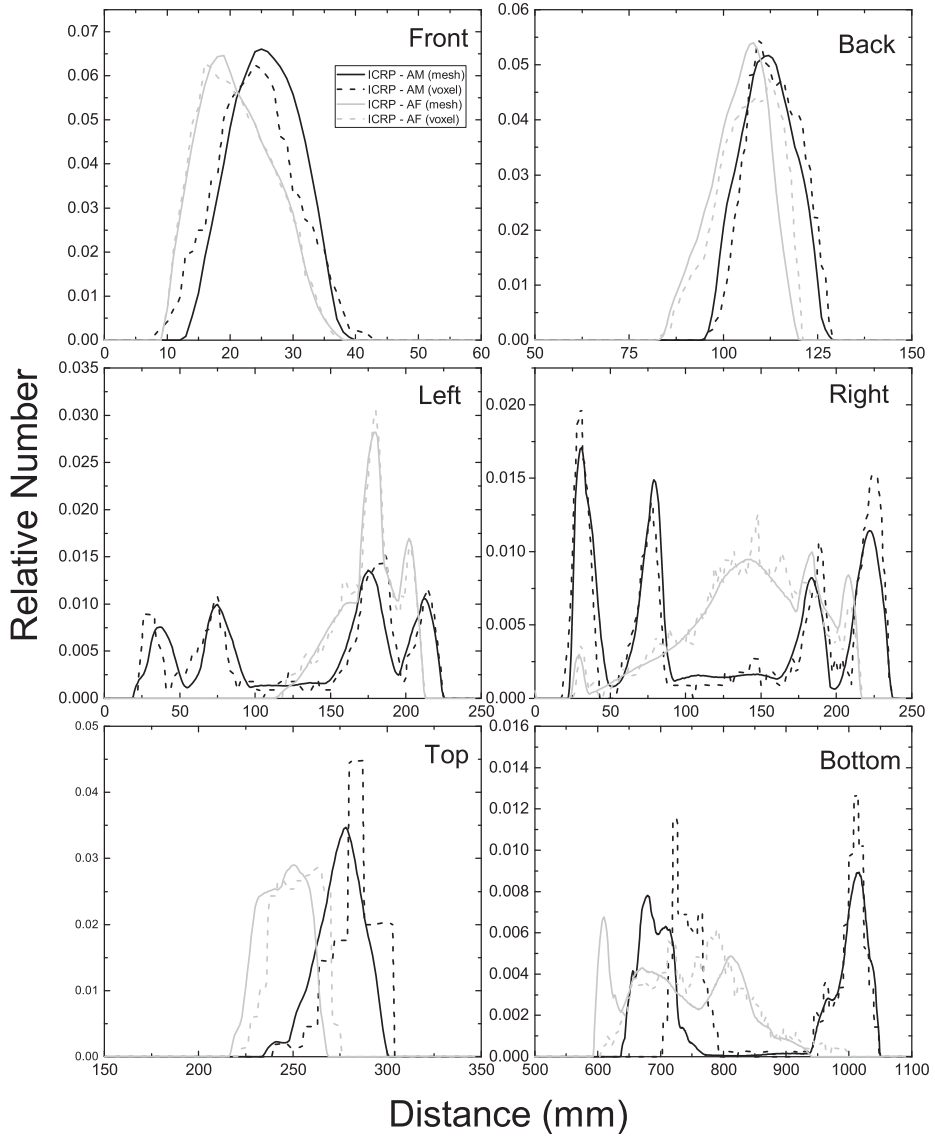 Relative Number
Front
ICRP - AM (mesh)
ICRP - AM (voxel)
ICRP - AF (mesh)
ICRP - AF (voxel)
0.07
0.06
0.05
0.04
0.03
0.02
0.01
0.00
0 10 20 30 40 50 60
Back
0.06
0.05
0.04
0.03
0.02
0.01
0.00
50 75 100 125 150
Left
0.035
0.030
0.025
0.020
0.015
0.010
0.005
0.000
0 50 100 150 200 250
Right
0.020
0.015
0.010
0.005
0.000
0 50 100 150 200 250
Top
0.05
0.04
0.03
0.02
0.01
0.00
150 200 250 300 350
Bottom
0.016
0.014
0.012
0.010
0.008
0.006
0.004
0.002
0.000
500 600 700 800 900 1000 1100
Distance (mm)